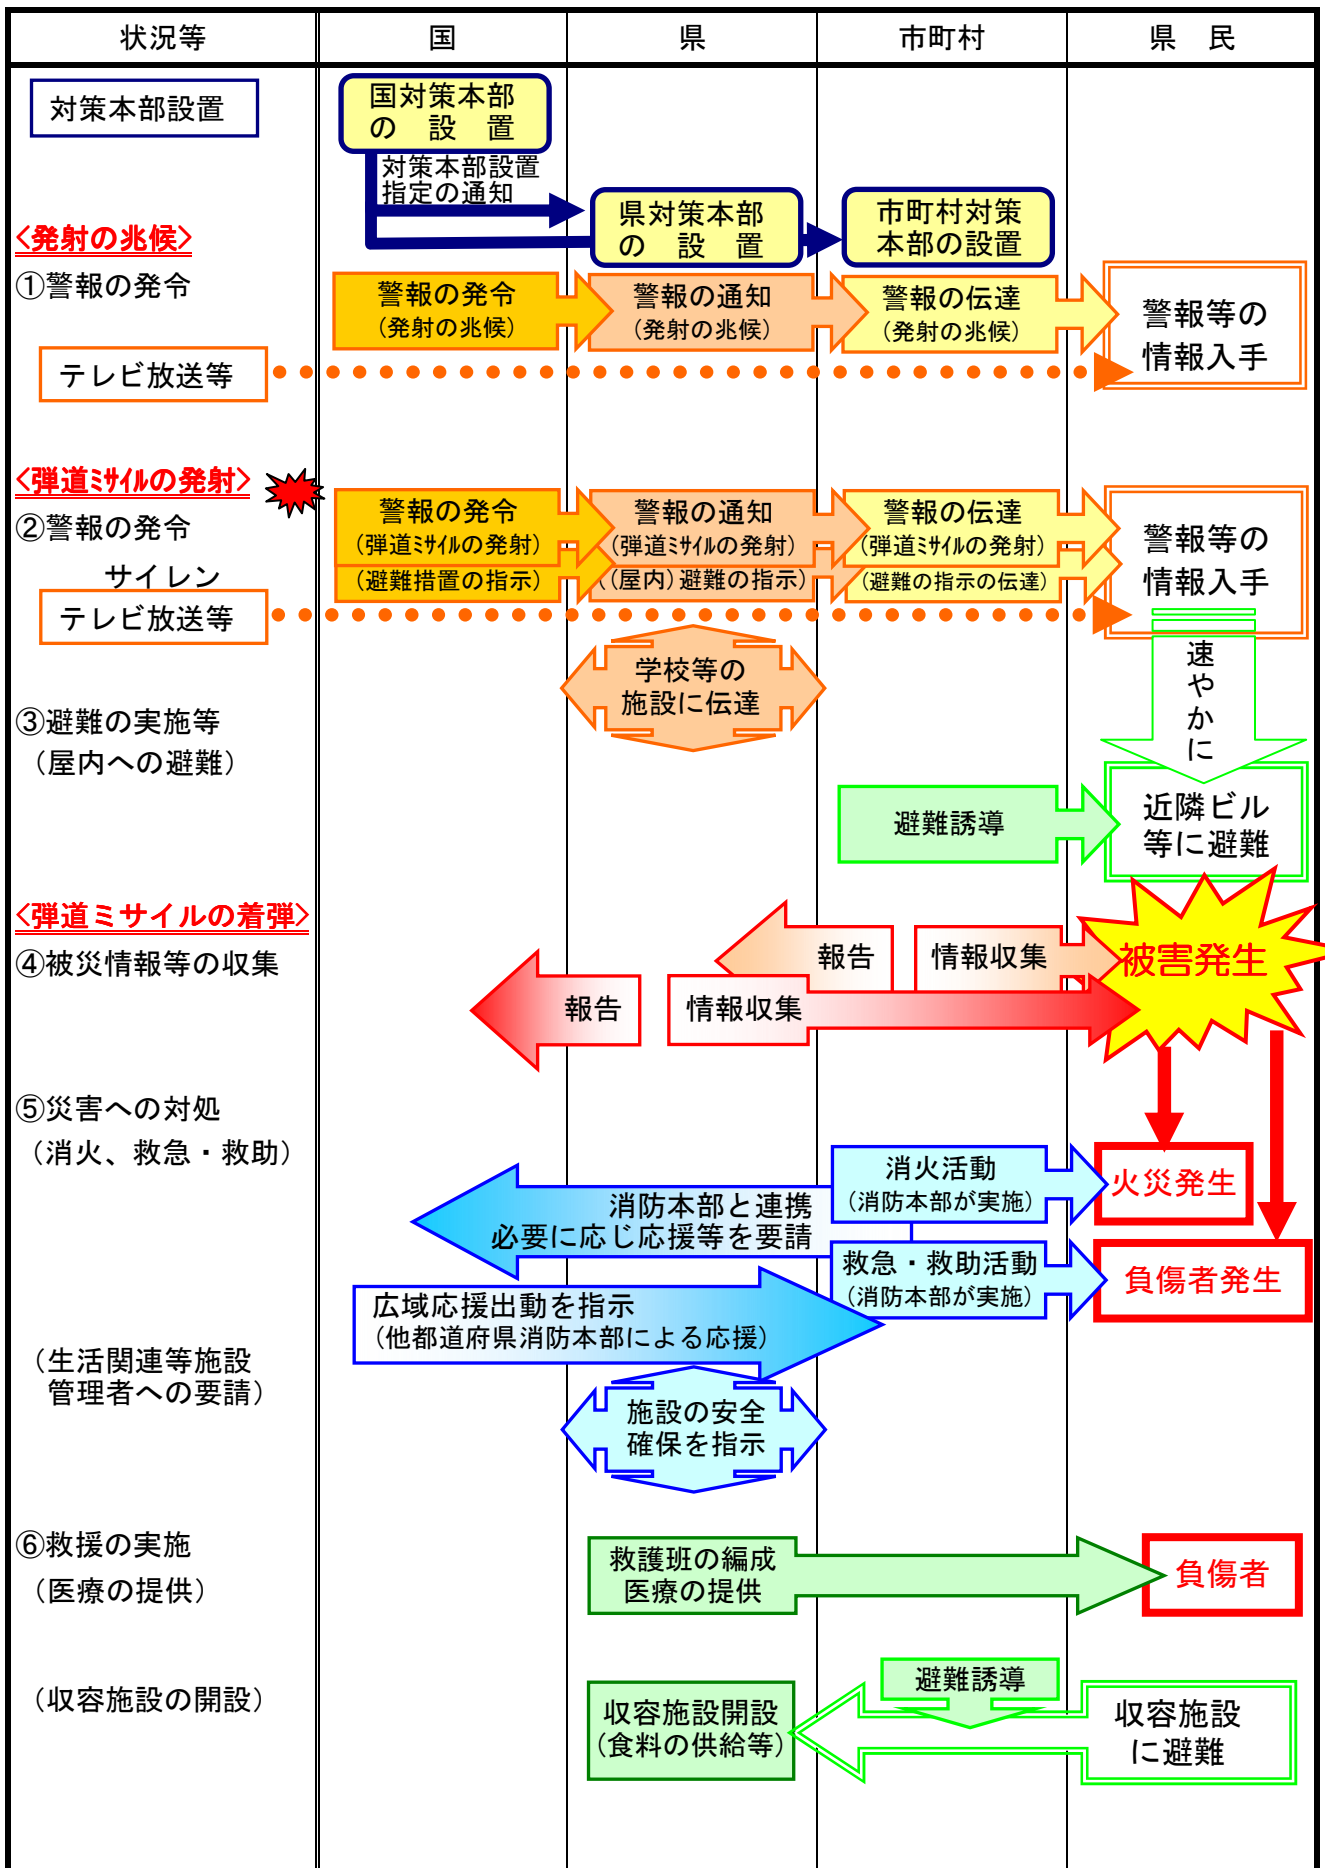 状況等
国
県
市町村
県　民
対策本部設置
国対策本部
の　設　置
対策本部設置
指定の通知
県対策本部
の　設　置
市町村対策
本部の設置
<発射の兆候>
①警報の発令
警報の発令
（発射の兆候）
警報の通知
（発射の兆候）
警報の伝達
（発射の兆候）
警報等の
情報入手
テレビ放送等
<弾道ﾐｻｲﾙの発射>
②警報の発令
サイレン
テレビ放送等
警報の発令
（弾道ﾐｻｲﾙの発射）
（避難措置の指示）
警報の通知
（弾道ﾐｻｲﾙの発射）
（（屋内）避難の指示）
警報の伝達
（弾道ﾐｻｲﾙの発射）
（避難の指示の伝達）
警報等の
情報入手
学校等の
施設に伝達
速やかに
③避難の実施等
（屋内への避難）
避難誘導
近隣ビル
等に避難
<弾道ミサイルの着弾>
④被災情報等の収集
報告
情報収集
被害発生
報告
情報収集
⑤災害への対処
（消火、救急・救助）
消防本部と連携
必要に応じ応援等を要請
消火活動
（消防本部が実施）
火災発生
救急・救助活動
（消防本部が実施）
負傷者発生
広域応援出動を指示
（他都道府県消防本部による応援）
（生活関連等施設
管理者への要請）
施設の安全
確保を指示
⑥救援の実施
（医療の提供）
救護班の編成
医療の提供
負傷者
（収容施設の開設）
収容施設開設
（食料の供給等）
避難誘導
収容施設
に避難